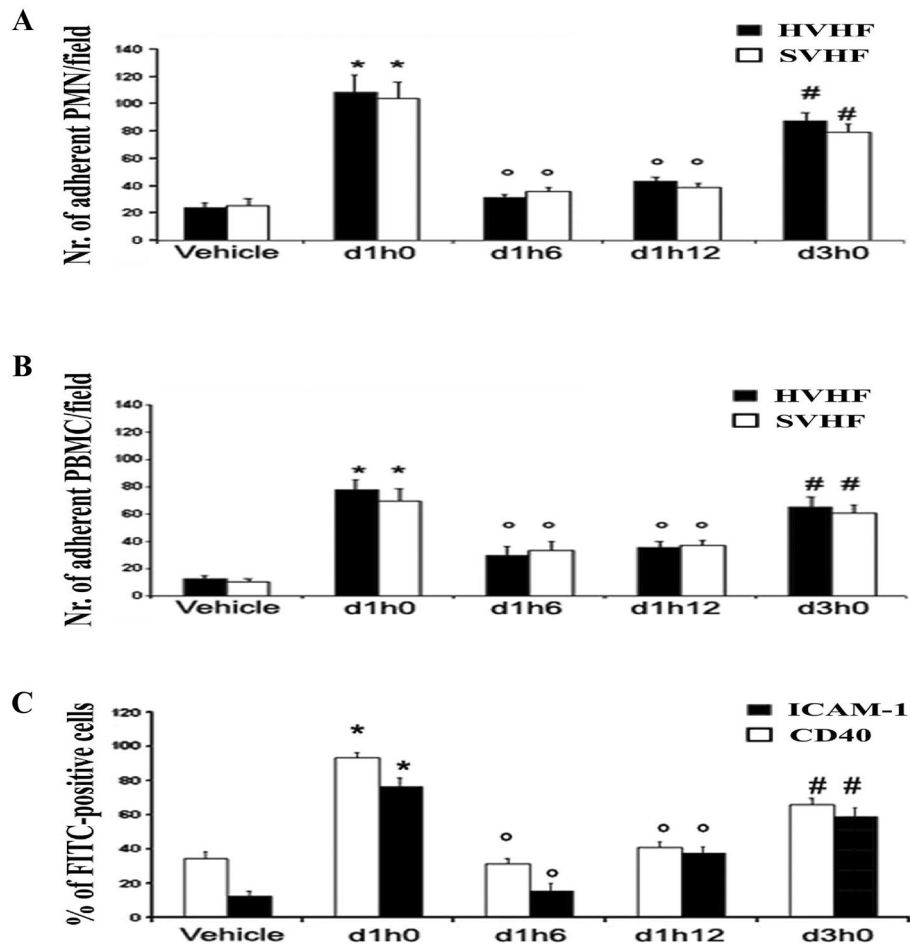 A
HVHF
SVHF
Nr. of adherent PMN/field
140
120
100
80
60
40
20
0
* *
° °
° °
# #
Vehicle d1h0 d1h6 d1h12 d3h0
B
HVHF
SVHF
Nr. of adherent PBMC/field
140
120
100
80
60
40
20
0
* *
° °
° °
# #
Vehicle d1h0 d1h6 d1h12 d3h0
C
ICAM-1
CD40
% of FITC-positive cells
120
100
80
60
40
20
0
* *
° °
° °
# #
Vehicle d1h0 d1h6 d1h12 d3h0